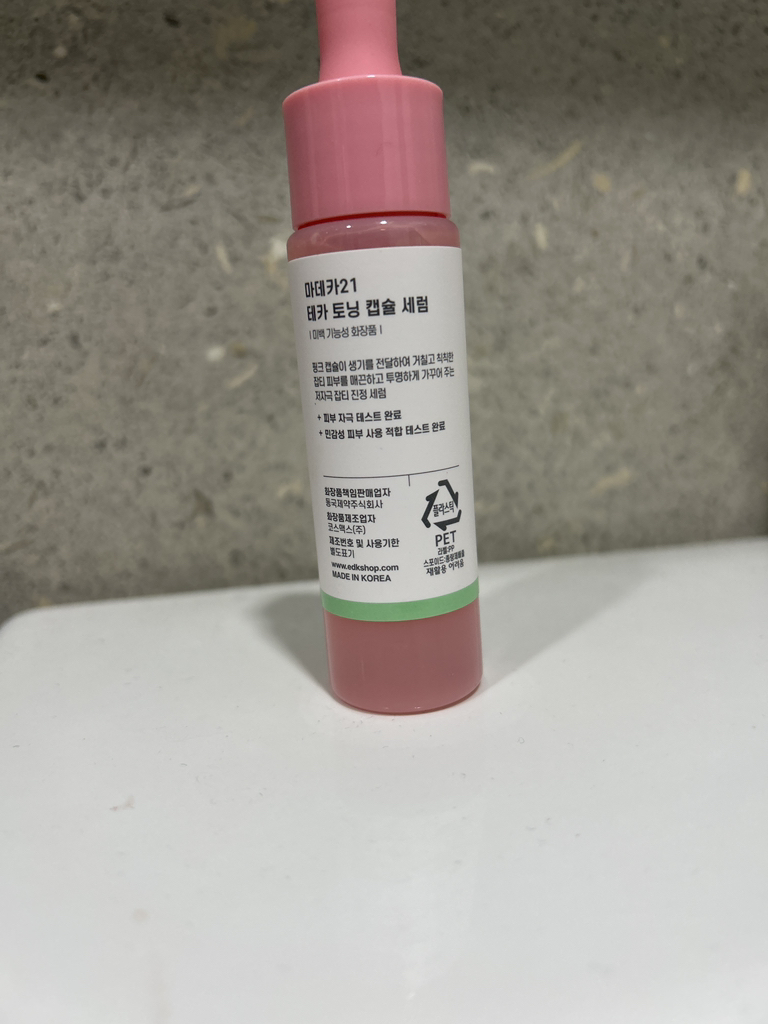 마데카21
테카 토닝 캡슐 세럼
| 미백 기능성 화장품 |
핑크 캡슐이 생기를 전달하여 거칠고 칙칙한
잡티 피부를 매끈하고 투명하게 가꾸어 주는
저자극 잡티 진정 세럼
+ 피부 자극 테스트 완료
+ 민감성 피부 사용 적합 테스트 완료
화장품책임판매업자
동국제약주식회사
화장품제조업자
코스맥스(주)
제조번호 및 사용기한
별도표기
www.edkshop.com
MADE IN KOREA
플라스틱
PET
라벨:PP
재활용 어려움